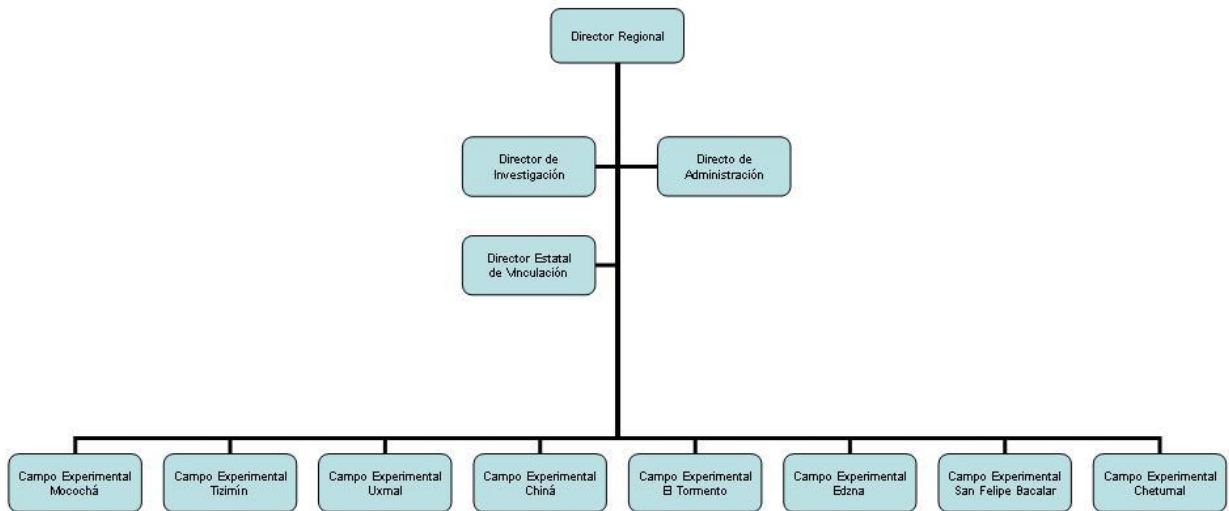 Director Regional
Director de
Investigación
Directo de
Administración
Director Estatal
de Vinculación
Campo Experimental
Mocochá
Campo Experimental
Tizimín
Campo Experimental
Uxmal
Campo Experimental
Chiná
Campo Experimental
El Tormento
Campo Experimental
Edzna
Campo Experimental
San Felipe Bacalar
Campo Experimental
Chetumal